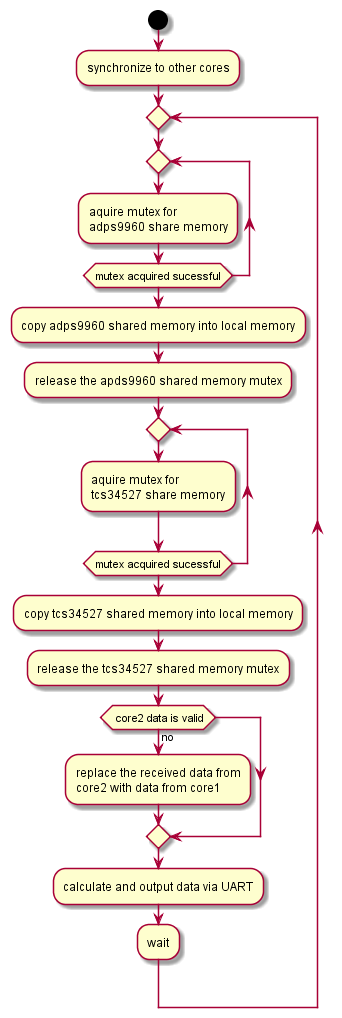 synchronize to other cores
aquire mutex for
adps9960 share memory
mutex acquired sucessful
copy adps9960 shared memory into local memory
release the apds9960 shared memory mutex
aquire mutex for
tcs34527 share memory
mutex acquired sucessful
copy tcs34527 shared memory into local memory
release the tcs34527 shared memory mutex
core2 data is valid
no
replace the received data from
core2 with data from core1
calculate and output data via UART
wait